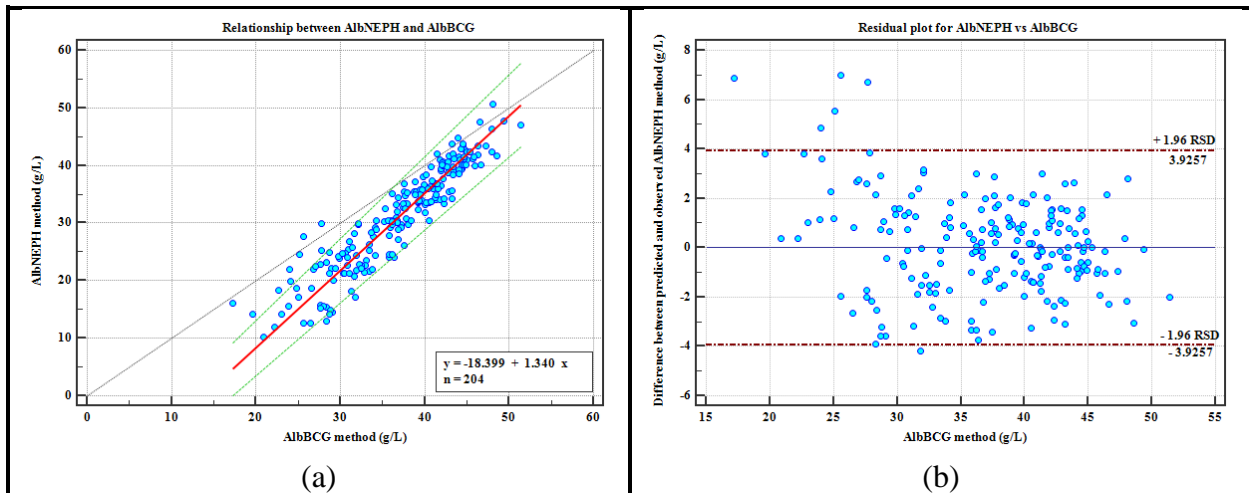 Relationship between AlbNEPH and AlbBCG
AlbNEPH method (g/L)
60
50
40
30
20
10
0
y = -18.399 + 1.340 x
n = 204
0 10 20 30 40 50 60
AlbBCG method (g/L)
(a)
Residual plot for AlbNEPH vs AlbBCG
Difference between predicted and observed AlbNEPH method (g/L)
8
6
4
2
0
-2
-4
-6
+ 1.96 RSD
3.9257
- 1.96 RSD
- 3.9257
15 20 25 30 35 40 45 50 55
AlbBCG method (g/L)
(b)